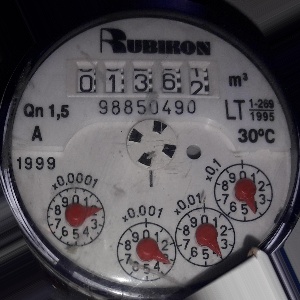 RUBIKON
01362 m³
98850490
Qn 1,5
A
LT 1-269
1995
30°C
1999
x0,0001
x0,001
x0,01
x0,1